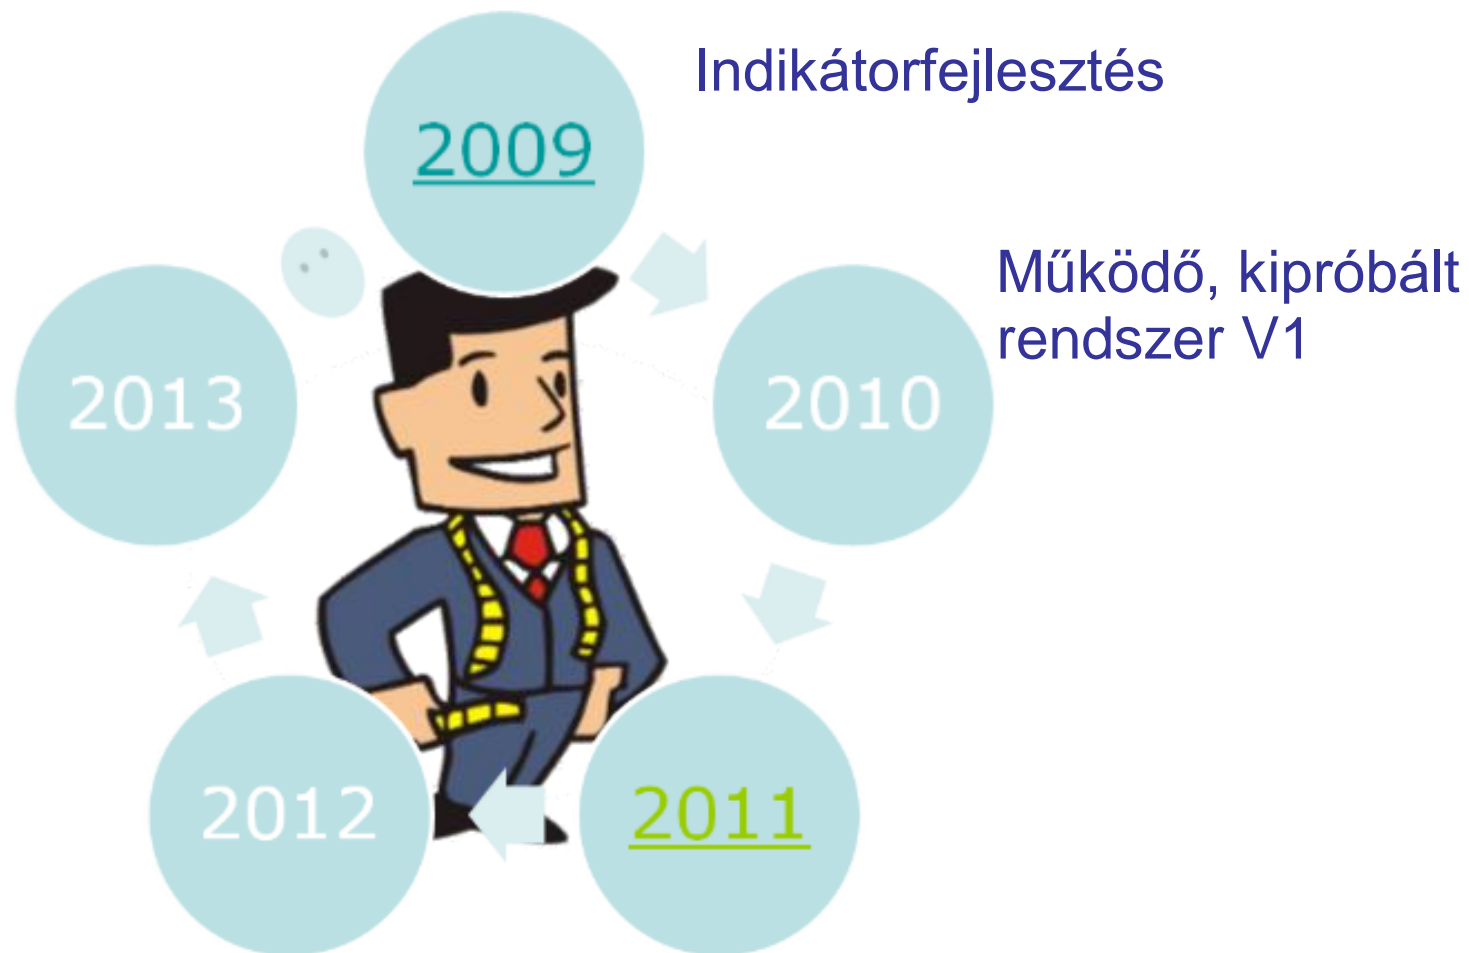 Indikátorfejlesztés
2009
Működő, kipróbált
rendszer V1
2013
2010
2012
2011